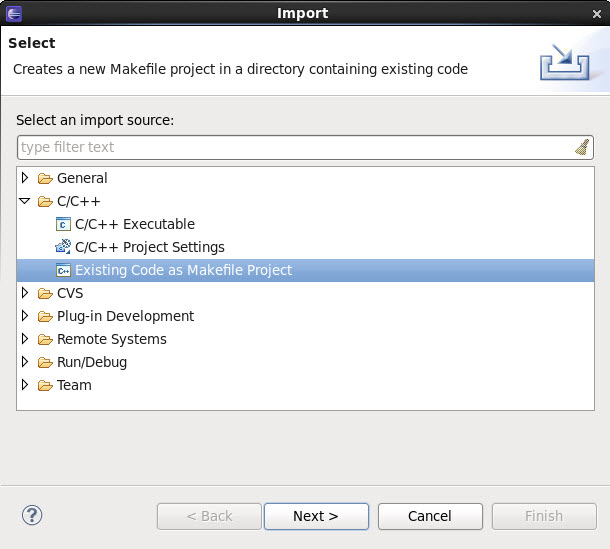 Import
Select
Creates a new Makefile project in a directory containing existing code
Select an import source:
type filter text
General
C/C++
C/C++ Executable
C/C++ Project Settings
Existing Code as Makefile Project
CVS
Plug-in Development
Remote Systems
Run/Debug
Team
< Back Next > Cancel Finish